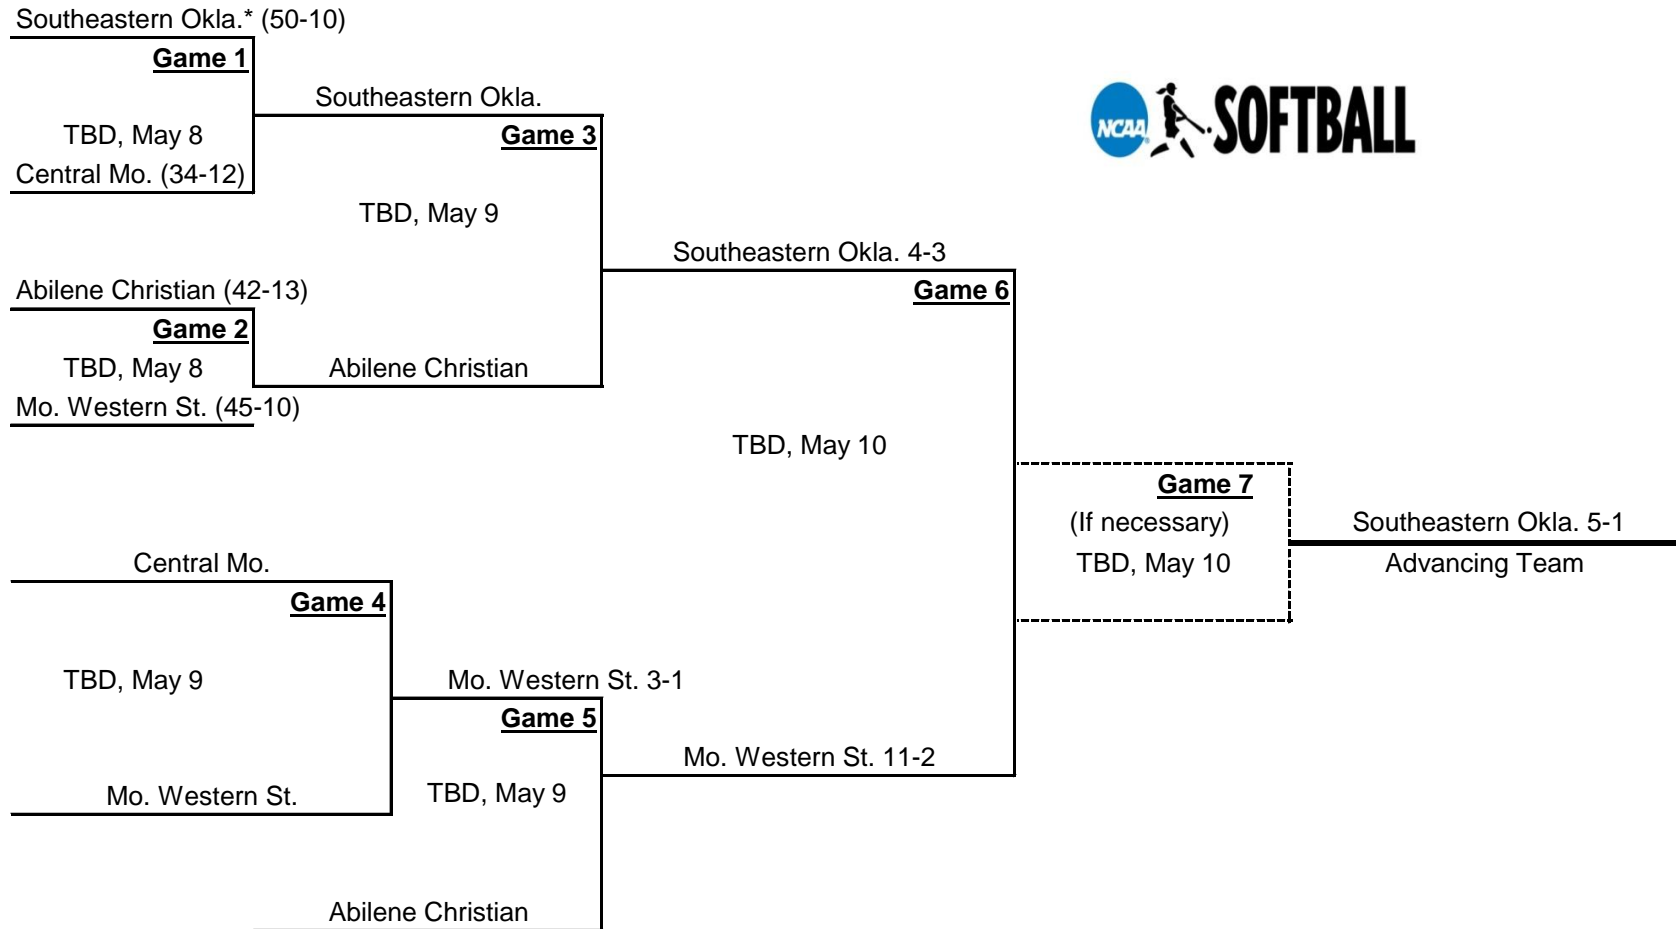 Southeastern Okla.* (50-10)
Game 1
Southeastern Okla.
TBD, May 8
Game 3
Central Mo. (34-12)
TBD, May 9
NCAA SOFTBALL
Southeastern Okla. 4-3
Abilene Christian (42-13)
Game 6
Game 2
TBD, May 8
Abilene Christian
Mo. Western St. (45-10)
TBD, May 10
Game 7
(If necessary)
Southeastern Okla. 5-1
TBD, May 10
Advancing Team
Central Mo.
Game 4
TBD, May 9
Mo. Western St. 3-1
Game 5
Mo. Western St. 11-2
Mo. Western St.
TBD, May 9
Abilene Christian